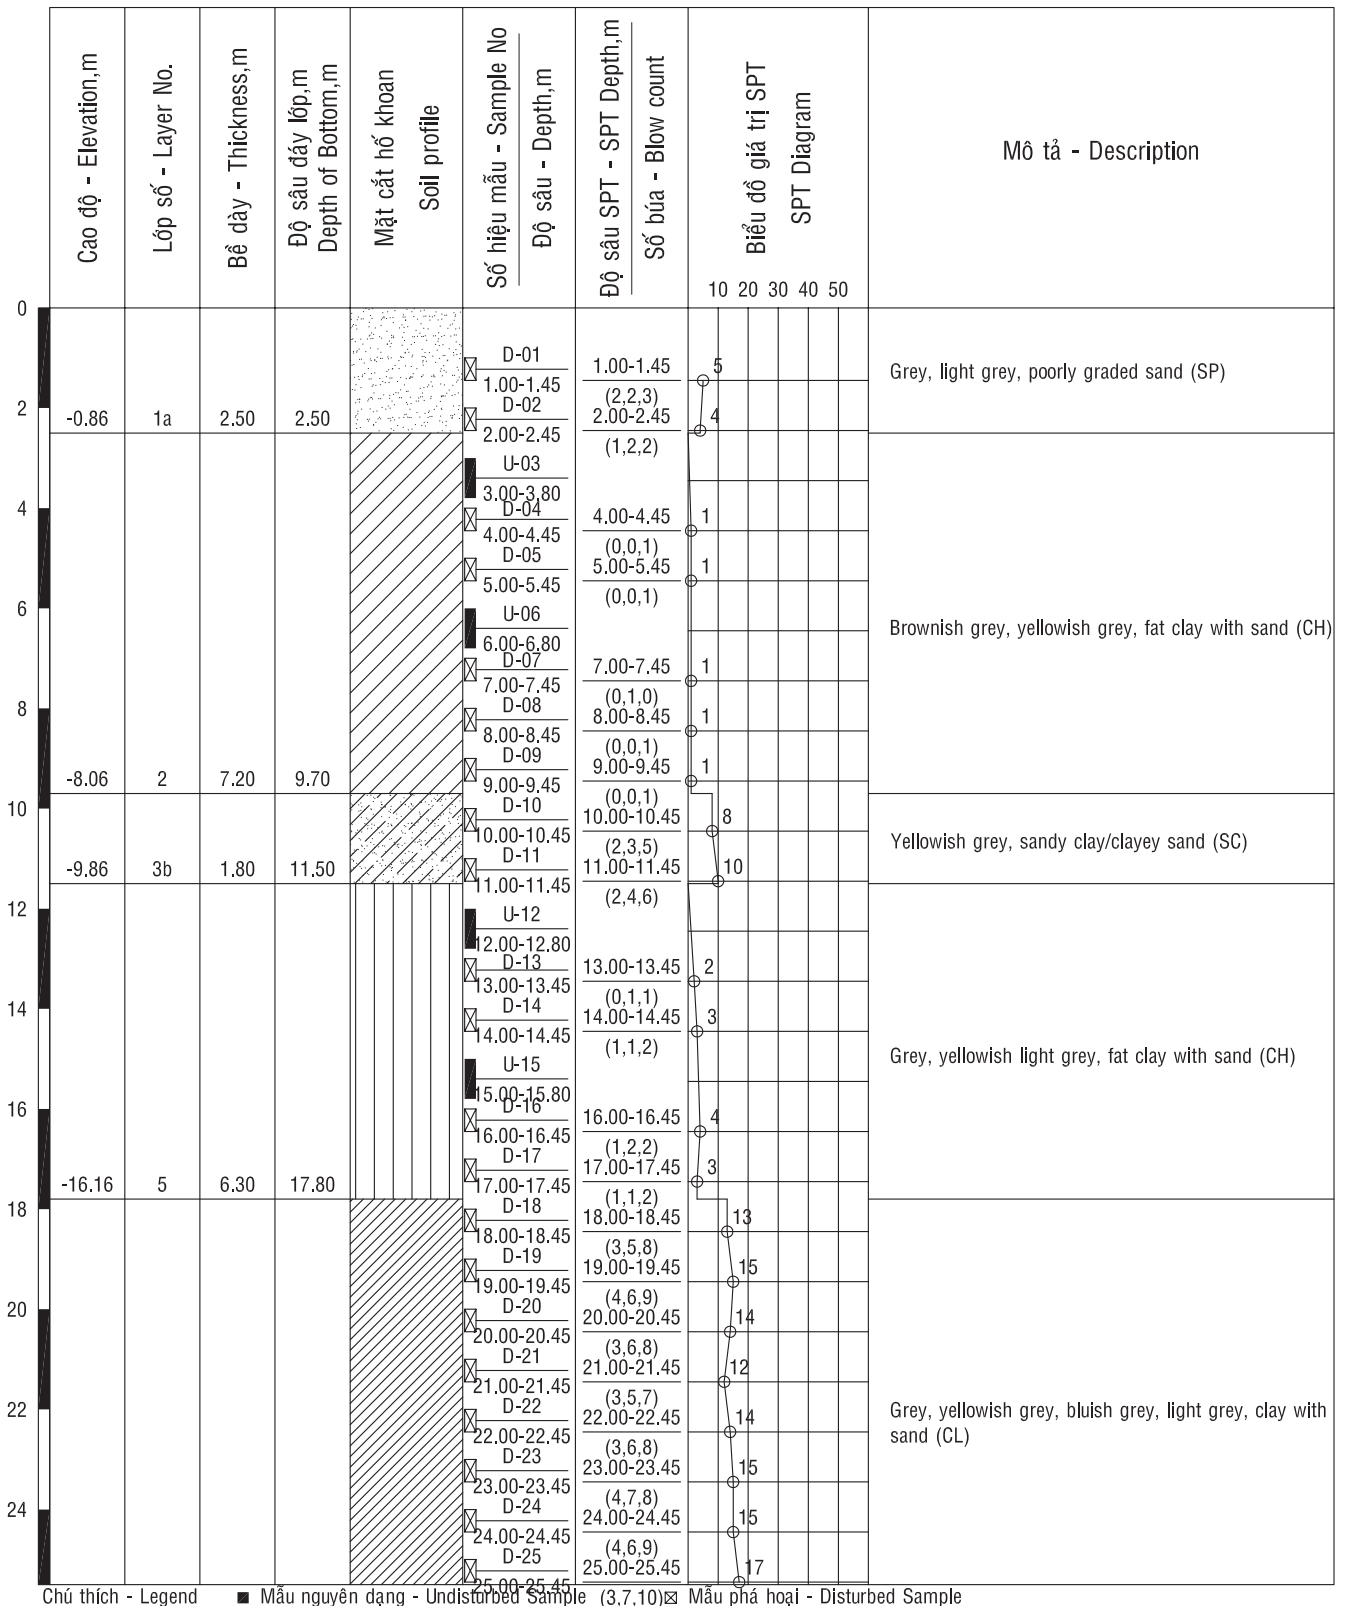 Cao độ - Elevation,m
Lớp số - Layer No.
Bề dày - Thickness,m
Độ sâu đáy lớp,m
Depth of Bottom,m
Mặt cắt hố khoan
Soil profile
Số hiệu mẫu - Sample No
Độ sâu - Depth,m
Độ sâu SPT - SPT Depth,m
Số búa - Blow count
Biểu đồ giá trị SPT
SPT Diagram
Mô tả - Description
10 20 30 40 50
0
D-01
1.00-1.45 5
Grey, light grey, poorly graded sand (SP)
1.00-1.45 (2,2,3)
D-02 2.00-2.45
2 -0.86 1a 2.50 2.50 4
2.00-2.45 (1,2,2)
U-03
3.00-3.80
4 D-04 4.00-4.45 1
4.00-4.45 (0,0,1)
D-05 5.00-5.45 1
5.00-5.45 (0,0,1)
6 U-06
Brownish grey, yellowish grey, fat clay with sand (CH)
6.00-6.80
D-07 7.00-7.45 1
7.00-7.45 (0,1,0)
8 D-08 8.00-8.45 1
8.00-8.45 (0,0,1)
D-09 9.00-9.45 1
-8.06 2 7.20 9.70
9.00-9.45 (0,0,1)
10 D-10 10.00-10.45 8
10.00-10.45 (2,3,5)
Yellowish grey, sandy clay/clayey sand (SC)
D-11 11.00-11.45 10
-9.86 3b 1.80 11.50
11.00-11.45 (2,4,6)
12 U-12
12.00-12.80
D-13 13.00-13.45 2
13.00-13.45 (0,1,1)
14 D-14 14.00-14.45 3
14.00-14.45 (1,1,2)
Grey, yellowish light grey, fat clay with sand (CH)
U-15
15.00-15.80
16 D-16 16.00-16.45 4
16.00-16.45 (1,2,2)
D-17 17.00-17.45 3
-16.16 5 6.30 17.80
17.00-17.45 (1,1,2)
18 D-18 18.00-18.45 13
18.00-18.45 (3,5,8)
D-19 19.00-19.45 15
19.00-19.45 (4,6,9)
20 D-20 20.00-20.45 14
20.00-20.45 (3,6,8)
D-21 21.00-21.45 12
21.00-21.45 (3,5,7)
22 D-22 22.00-22.45 14
Grey, yellowish grey, bluish grey, light grey, clay with
sand (CL)
22.00-22.45 (3,6,8)
D-23 23.00-23.45 15
23.00-23.45 (4,7,8)
24 D-24 24.00-24.45 15
24.00-24.45 (4,6,9)
D-25 25.00-25.45 17
25.00-25.45 (3,7,10)
Chú thích - Legend Mẫu nguyên dạng - Undisturbed Sample Mẫu phá hoại - Disturbed Sample